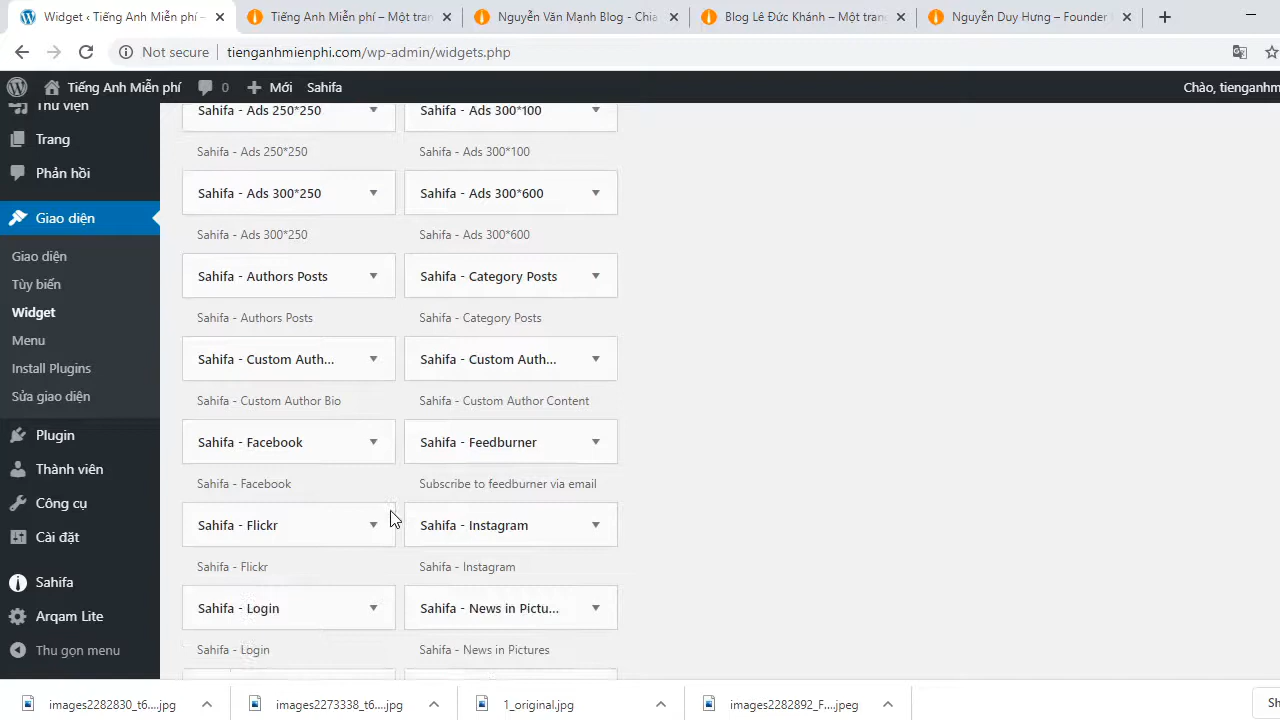 Widget ‹ Tiếng Anh Miễn phí –
Tiếng Anh Miễn phí – Một tran
Nguyễn Văn Mạnh Blog - Chia
Blog Lê Đức Khánh – Một trang
Nguyễn Duy Hưng – Founder
Not secure
tienganhmienphi.com/wp-admin/widgets.php
Tiếng Anh Miễn phí
0
Mới
Sahifa
Chào, tienganhm
Thư viện
Trang
Phản hồi
Giao diện
Giao diện
Tùy biến
Widget
Menu
Install Plugins
Sửa giao diện
Plugin
Thành viên
Công cụ
Cài đặt
Sahifa
Arqam Lite
Thu gọn menu
Sahifa - Ads 250*250
Sahifa - Ads 300*100
Sahifa - Ads 250*250
Sahifa - Ads 300*100
Sahifa - Ads 300*250
Sahifa - Ads 300*600
Sahifa - Ads 300*250
Sahifa - Ads 300*600
Sahifa - Authors Posts
Sahifa - Category Posts
Sahifa - Authors Posts
Sahifa - Category Posts
Sahifa - Custom Auth...
Sahifa - Custom Auth...
Sahifa - Custom Author Bio
Sahifa - Custom Author Content
Sahifa - Facebook
Sahifa - Feedburner
Sahifa - Facebook
Subscribe to feedburner via email
Sahifa - Flickr
Sahifa - Instagram
Sahifa - Flickr
Sahifa - Instagram
Sahifa - Login
Sahifa - News in Pictu...
Sahifa - Login
Sahifa - News in Pictures
images2282830_t6....jpg
images2273338_t6....jpg
1_original.jpg
images2282892_F....jpeg
Sh